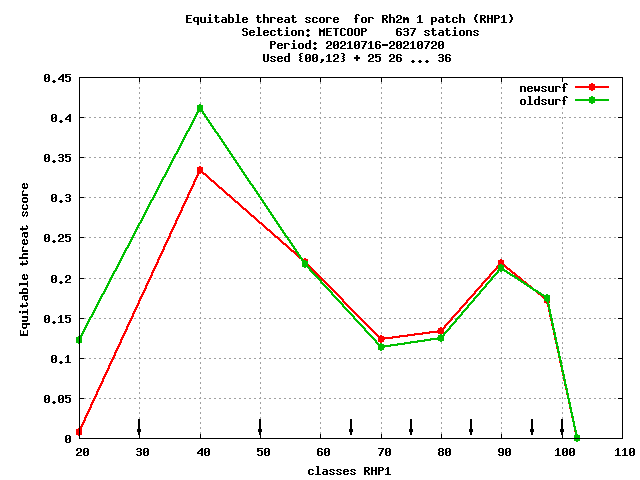 Equitable threat score  for Rh2m 1 patch (RHP1)
Selection: METCOOP    637 stations
Period: 20210716-20210720
Used {00,12} + 25 26 ... 36
newsurf
oldsurf
0.45
0.4
0.35
0.3
0.25
0.2
0.15
0.1
0.05
0
Equitable threat score
20 30 40 50 60 70 80 90 100 110
classes RHP1